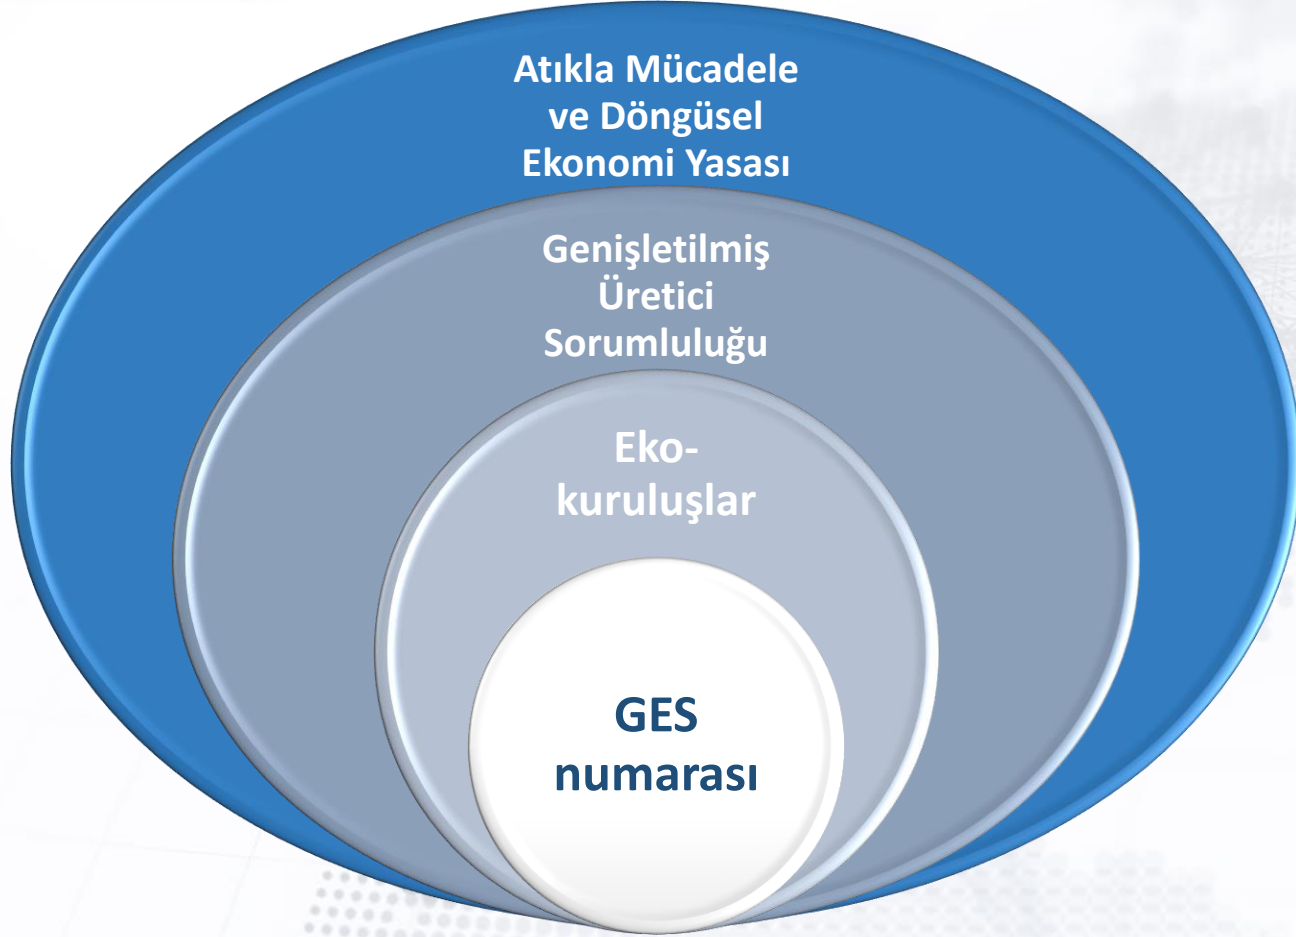 Atıkla Mücadele
ve Döngüsel
Ekonomi Yasası
Genişletilmiş
Üretici
Sorumluluğu
Eko-
kuruluşlar
GES
numarası